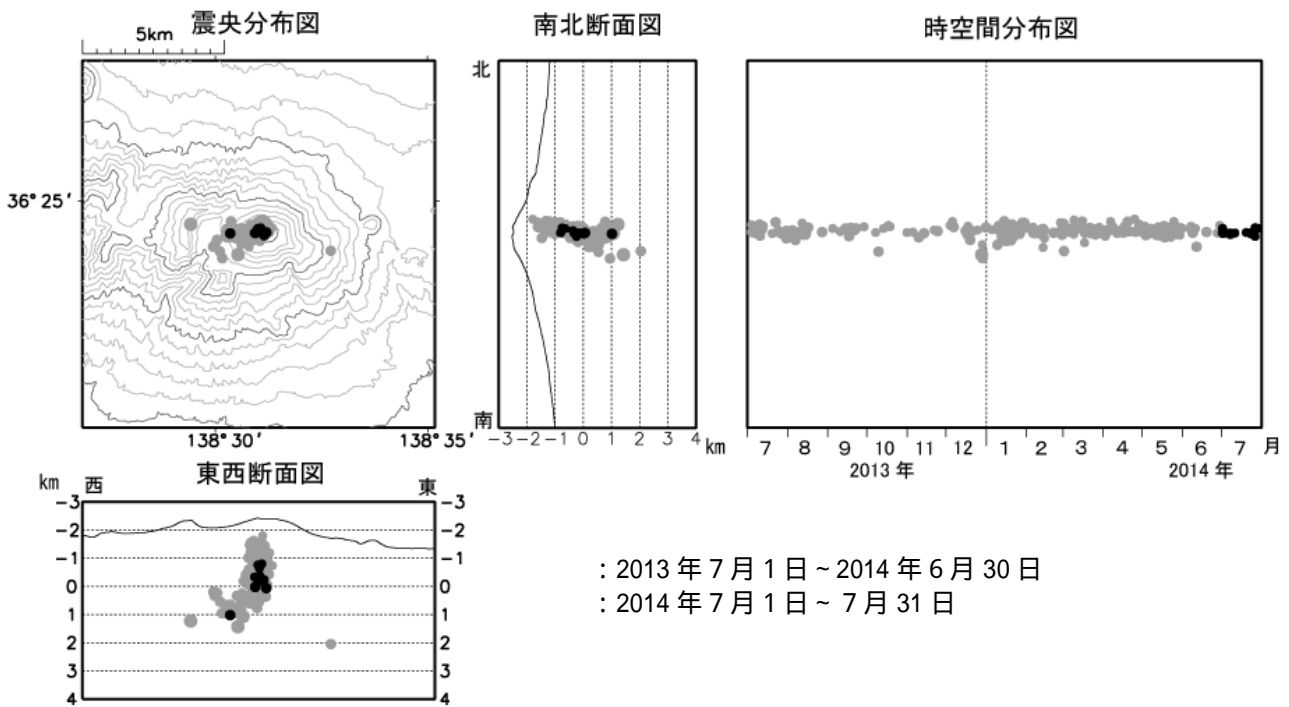 震央分布図
5km
36°25′
138°30′
138°35′
南北断面図
北
南
-3 -2 -1 0 1 2 3 4 km
時空間分布図
7 8 9 10 11 12 1 2 3 4 5 6 7 月
2013 年
2014 年
東西断面図
km 西 東
-3 -3
-2 -2
-1 -1
0 0
1 1
2 2
3 3
4 4
: 2013 年 7 月 1 日 ~ 2014 年 6 月 30 日
: 2014 年 7 月 1 日 ~ 7 月 31 日